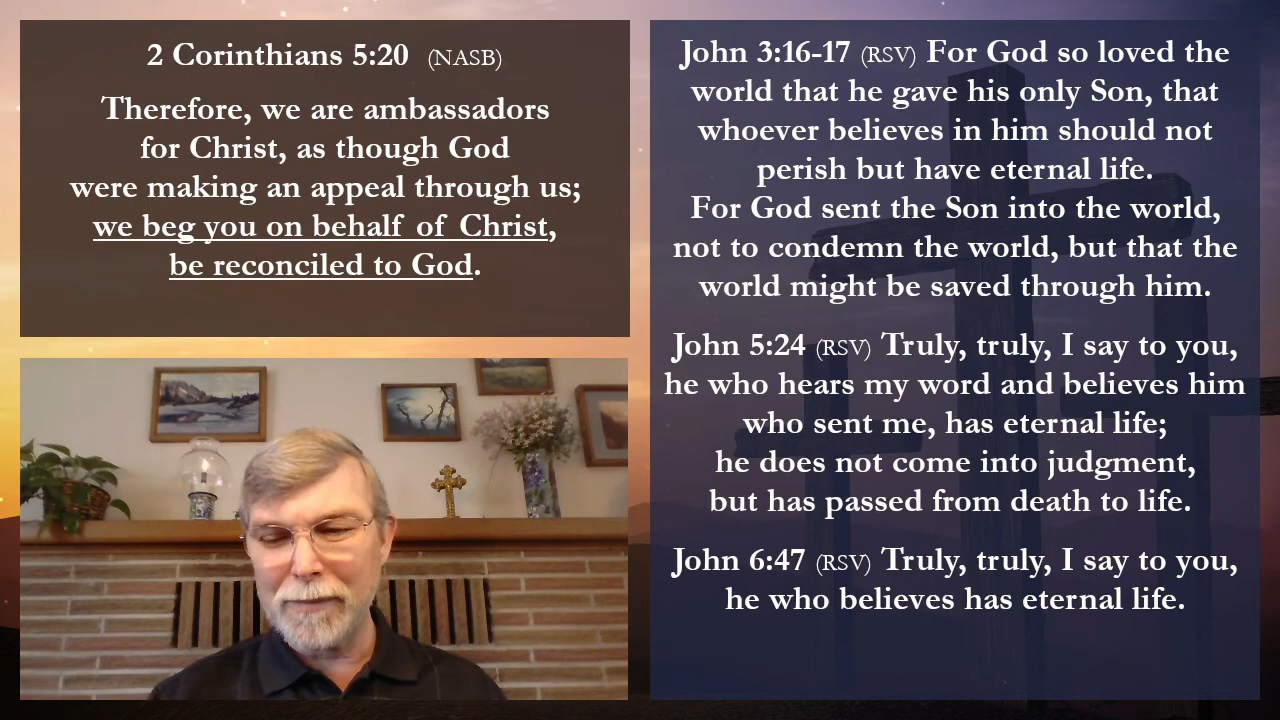 2 Corinthians 5:20 (NASB)
Therefore, we are ambassadors
for Christ, as though God
were making an appeal through us;
we beg you on behalf of Christ,
be reconciled to God.
John 3:16-17 (RSV) For God so loved the
world that he gave his only Son, that
whoever believes in him should not
perish but have eternal life.
For God sent the Son into the world,
not to condemn the world, but that the
world might be saved through him.
John 5:24 (RSV) Truly, truly, I say to you,
he who hears my word and believes him
who sent me, has eternal life;
he does not come into judgment,
but has passed from death to life.
John 6:47 (RSV) Truly, truly, I say to you,
he who believes has eternal life.